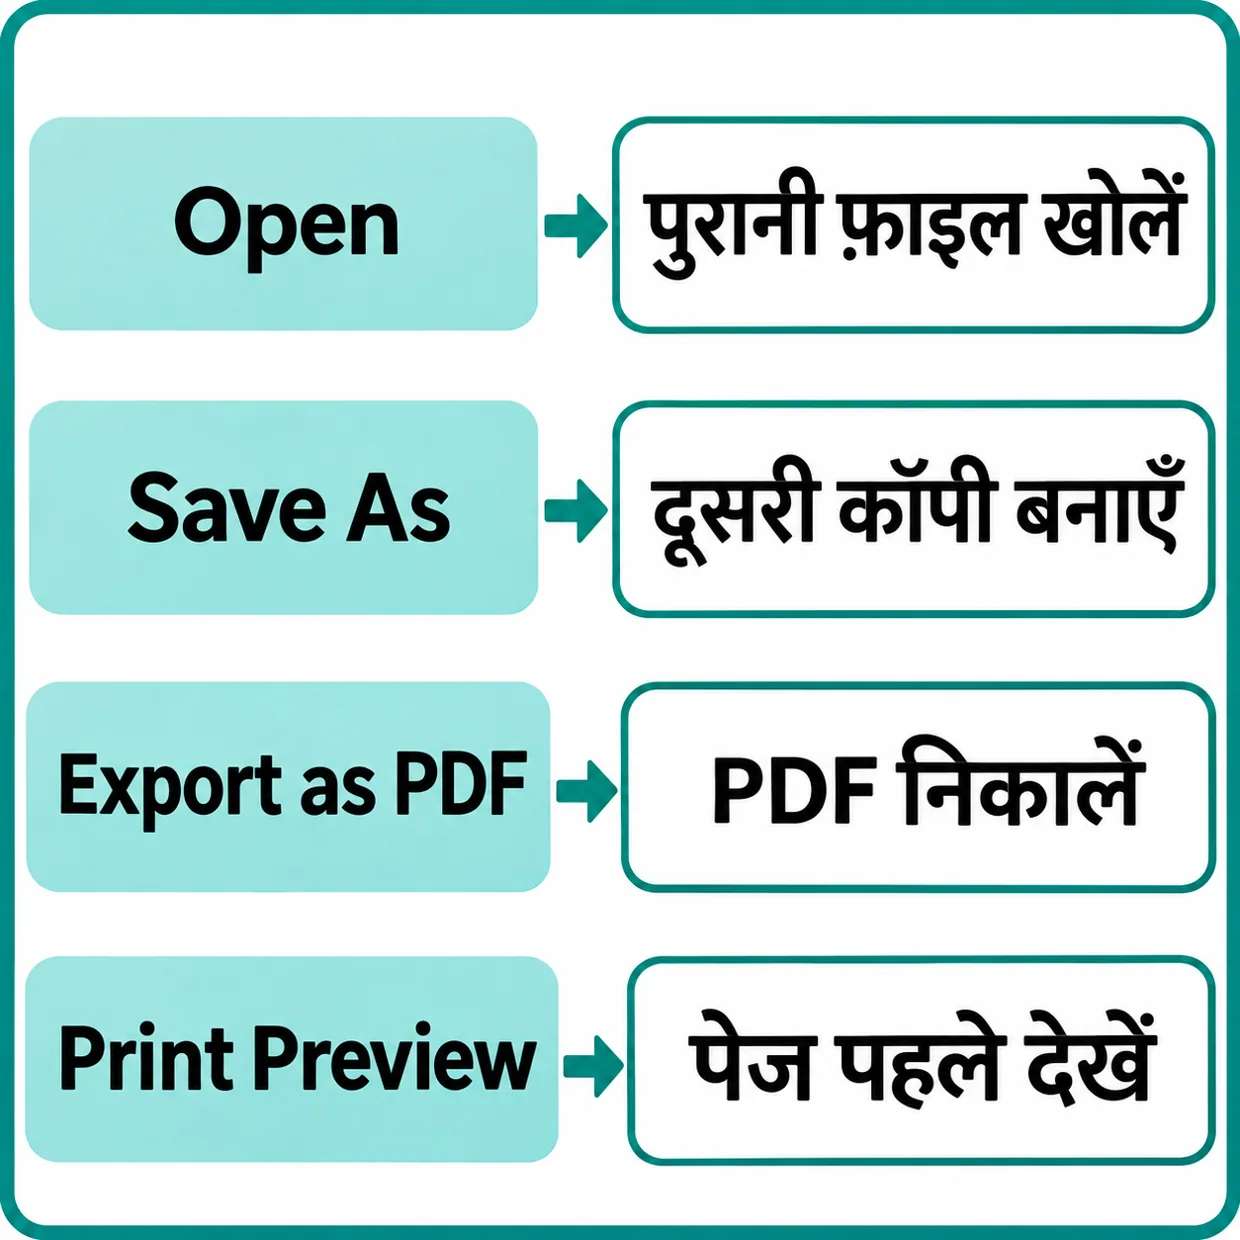 Open
पुरानी फ़ाइल खोलें
Save As
दूसरी कॉपी बनाएँ
Export as PDF
PDF निकालें
Print Preview
पेज पहले देखें